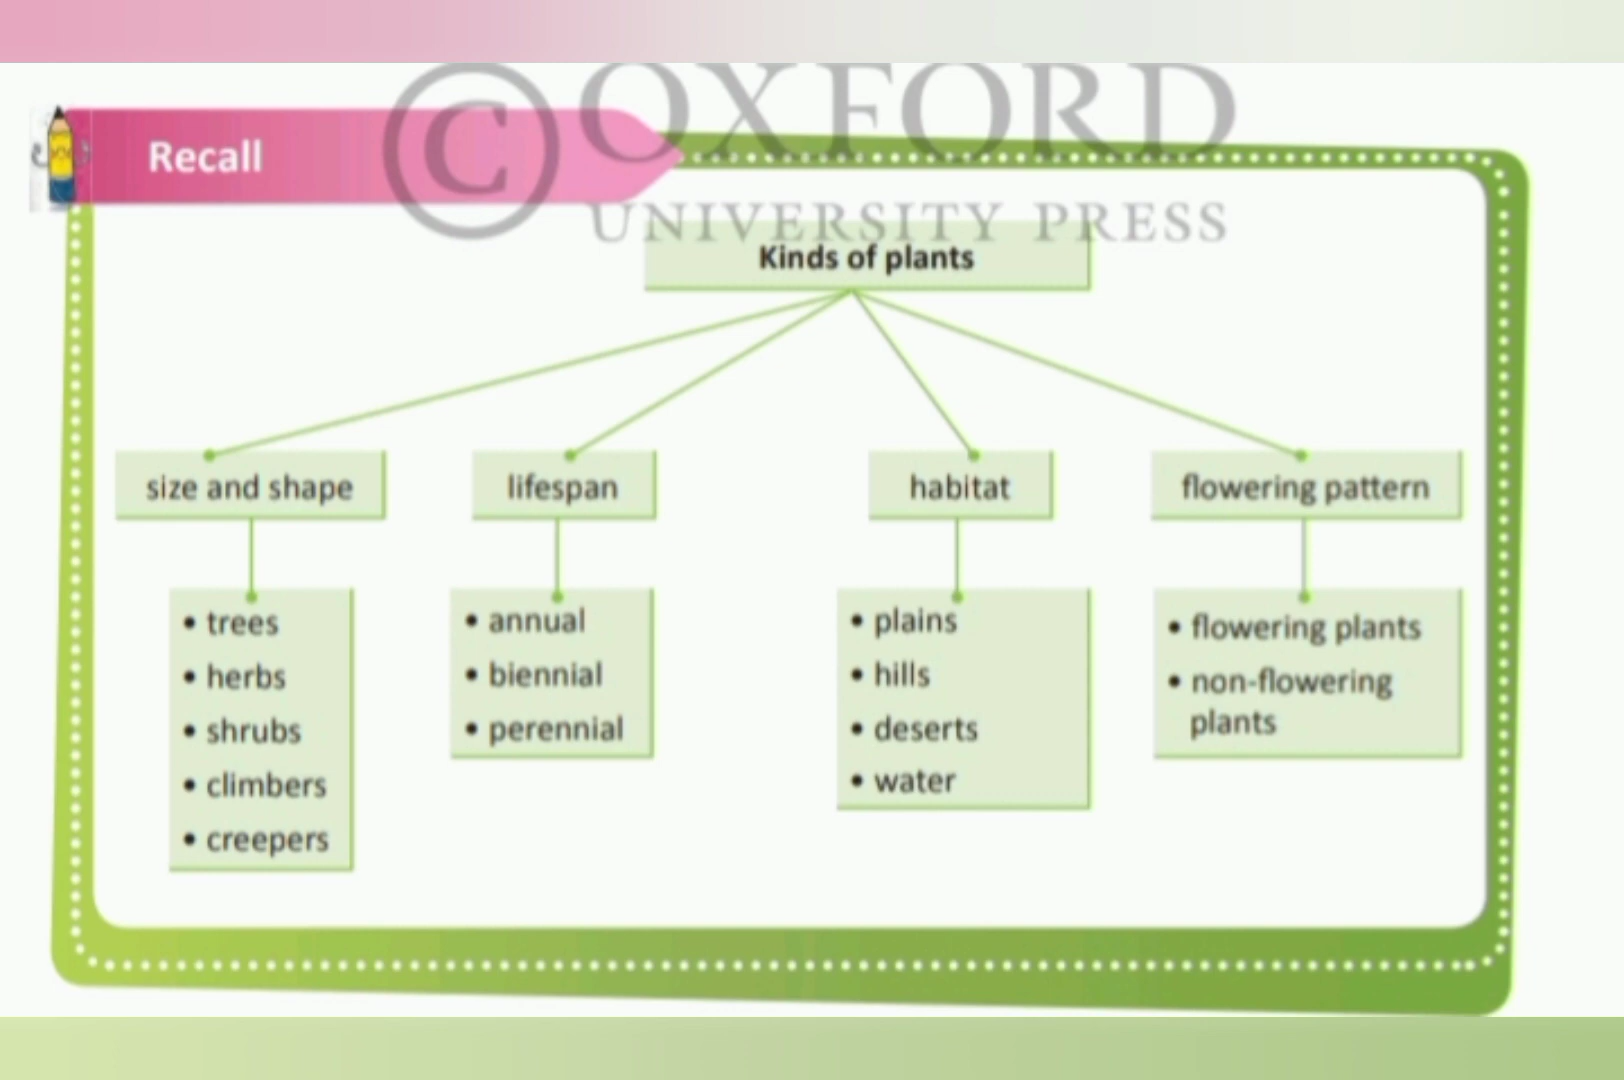 © OXFORD
UNIVERSITY PRESS
Recall
Kinds of plants
size and shape
• trees
• herbs
• shrubs
• climbers
• creepers
lifespan
• annual
• biennial
• perennial
habitat
• plains
• hills
• deserts
• water
flowering pattern
• flowering plants
• non-flowering
plants